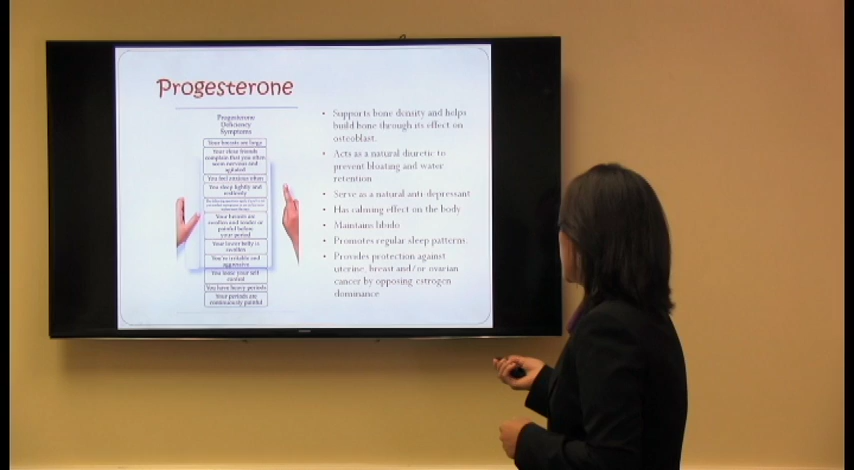 Progesterone
Progesterone
Deficiency
Symptoms
Your breasts are large
Your close friends
complain that you often
seem nervous and
agitated
You feel anxious often
You sleep lightly and
restlessly
Your breasts are
swollen and tender or
painful before
your period
Your lower belly is
swollen
You're irritable and
aggressive
You lose your self
control
You have heavy periods
Your periods are
continuously painful
• Supports bone density and helps
build bone through its effect on
osteoblast.
• Acts as a natural diuretic to
prevent bloating and water
retention
• Serve as a natural anti-depressant
• Has calming effect on the body
• Maintains libido
• Promotes regular sleep patterns.
• Provides protection against
uterine, breast and/or ovarian
cancer by opposing estrogen
dominance